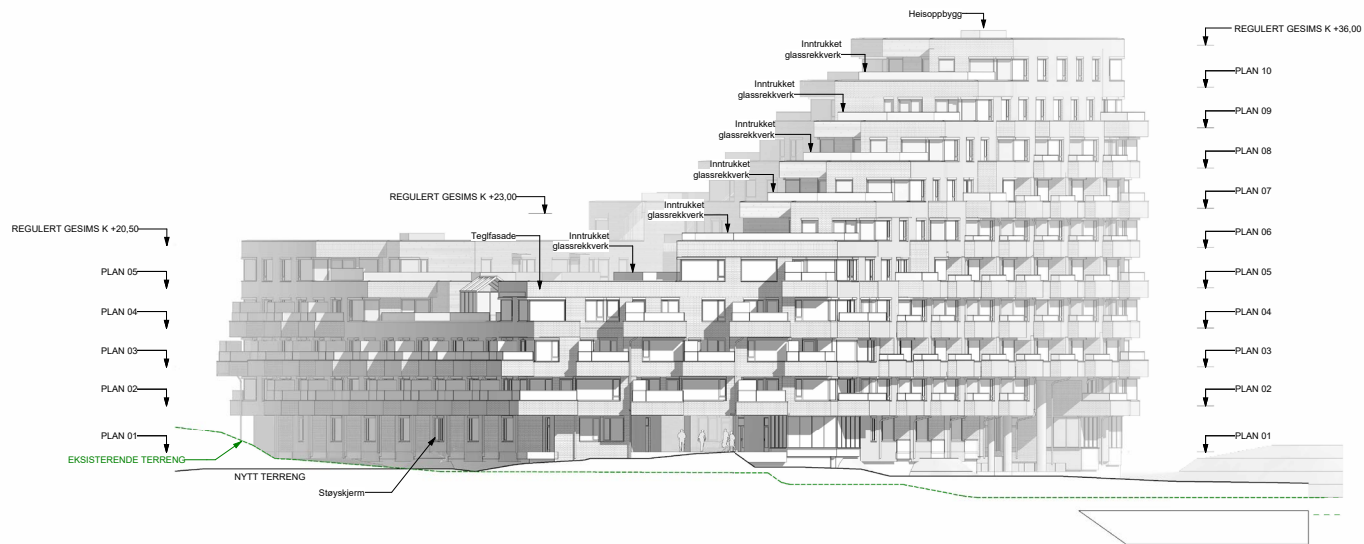 Heisoppbygg
REGULERT GESIMS K +36,00
Inntrukket
glassrekkverk
PLAN 10
Inntrukket
glassrekkverk
PLAN 09
Inntrukket
glassrekkverk
PLAN 08
Inntrukket
glassrekkverk
PLAN 07
REGULERT GESIMS K +23,00
Inntrukket
glassrekkverk
REGULERT GESIMS K +20,50
Teglfasade
Inntrukket
glassrekkverk
PLAN 06
PLAN 05
PLAN 05
PLAN 04
PLAN 04
PLAN 03
PLAN 03
PLAN 02
PLAN 02
PLAN 01
PLAN 01
EKSISTERENDE TERRENG
NYTT TERRENG
Støyskjerm